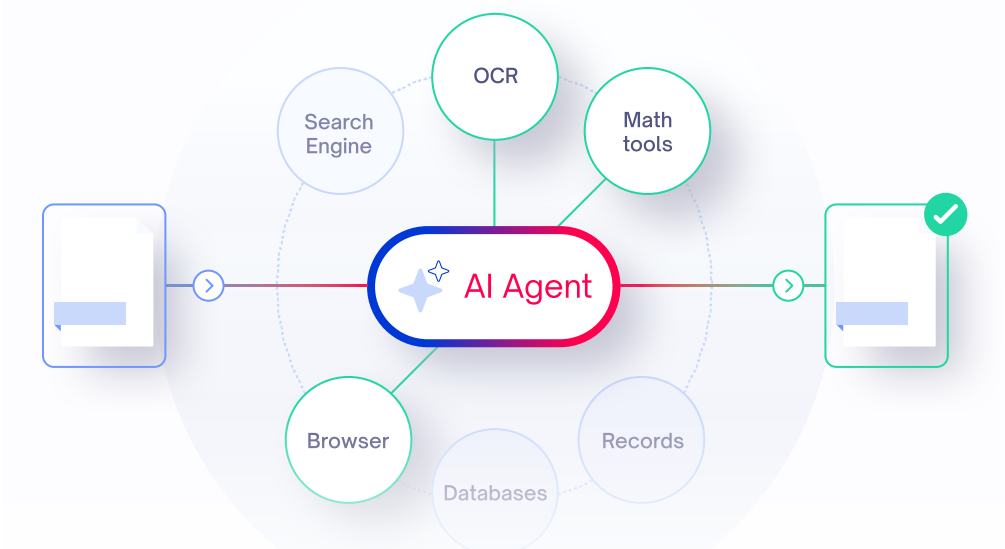 OCR
Search
Engine
Math
tools
AI Agent
Browser
Records
Databases